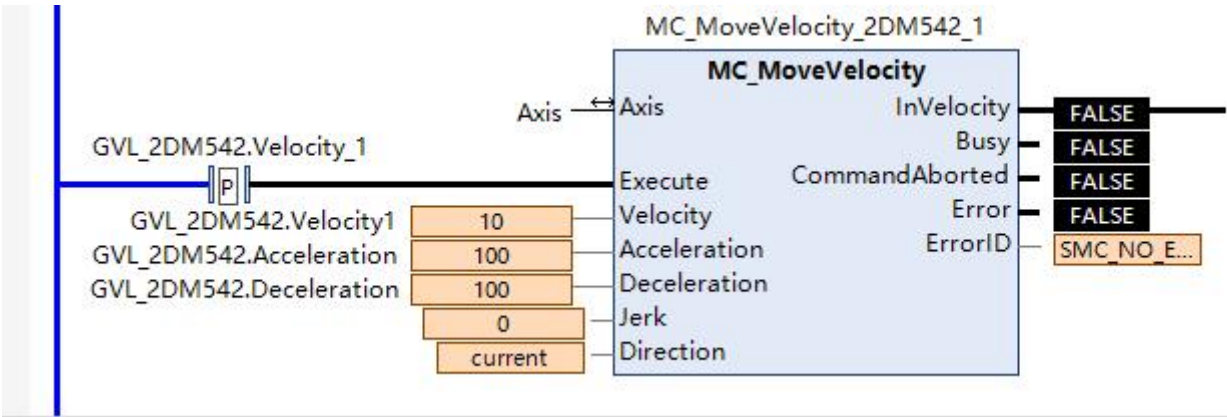 MC_MoveVelocity_2DM542_1
MC_MoveVelocity
Axis Axis InVelocity FALSE
GVL_2DM542.Velocity_1 Busy FALSE
P Execute CommandAborted FALSE
GVL_2DM542.Velocity1 10 Velocity Error FALSE
GVL_2DM542.Acceleration 100 Acceleration ErrorID SMC_NO_E...
GVL_2DM542.Deceleration 100 Deceleration
0 Jerk
current Direction